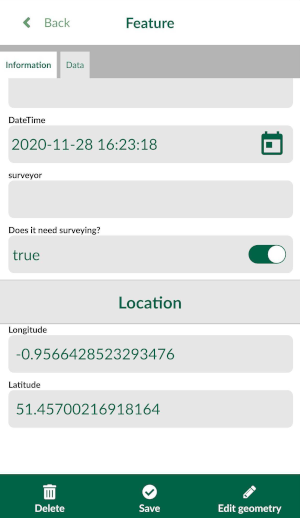 Back
Feature
Information
Data
DateTime
2020-11-28 16:23:18
surveyor
Does it need surveying?
true
Location
Longitude
-0.9566428523293476
Latitude
51.45700216918164
Delete
Save
Edit geometry